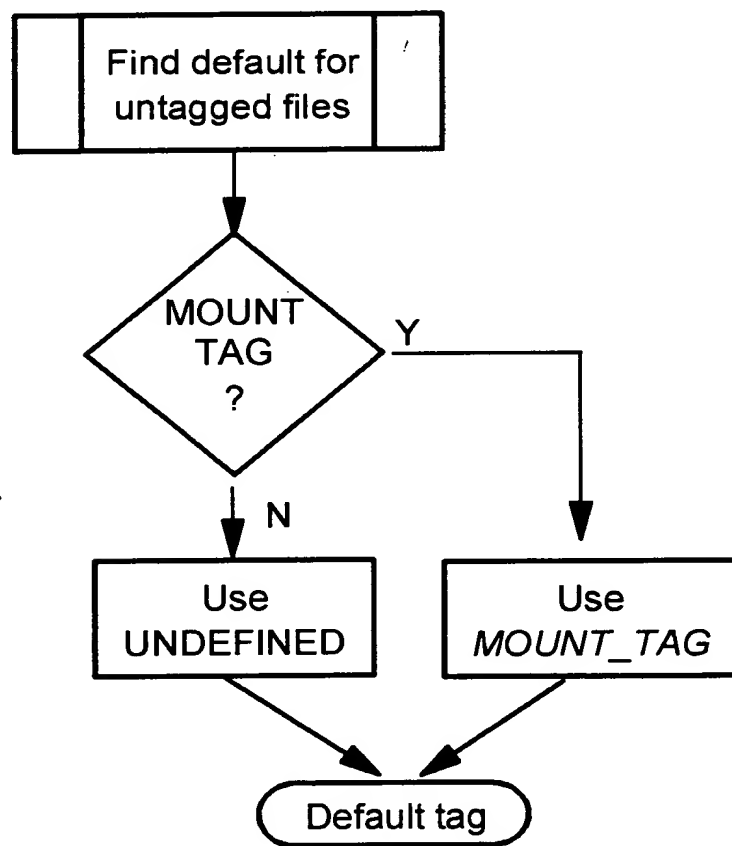 Find default for
untagged files
MOUNT
TAG
?
Y
N
Use
UNDEFINED
Use
MOUNT_TAG
Default tag